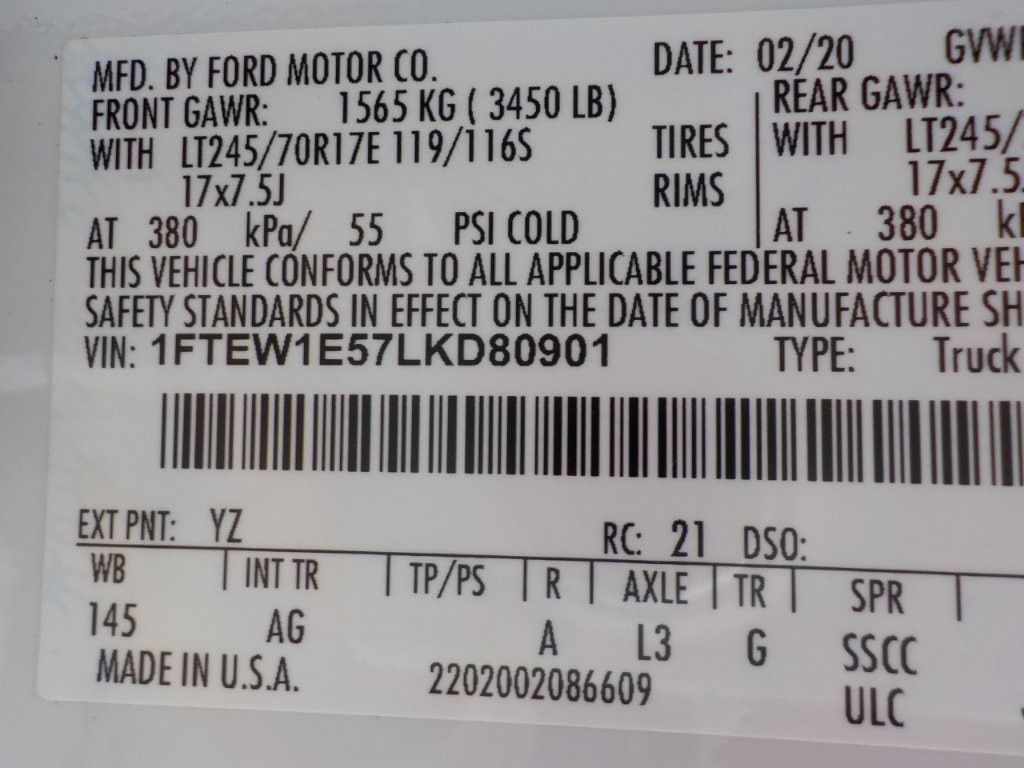 MFD. BY FORD MOTOR CO. DATE: 02/20
FRONT GAWR: 1565 KG ( 3450 LB) REAR GAWR:
WITH LT245/70R17E 119/116S TIRES WITH LT245/
17x7.5J RIMS 17x7.5
AT 380 kPa/ 55 PSI COLD AT 380
THIS VEHICLE CONFORMS TO ALL APPLICABLE FEDERAL MOTOR
SAFETY STANDARDS IN EFFECT ON THE DATE OF MANUFACTURE
VIN: 1FTEW1E57LKD80901 TYPE: Truck
EXT PNT: YZ RC: 21 DSO:
WB INT TR TP/PS R AXLE TR SPR
145 AG A L3 G SSCC
MADE IN U.S.A. 2202002086609 ULC